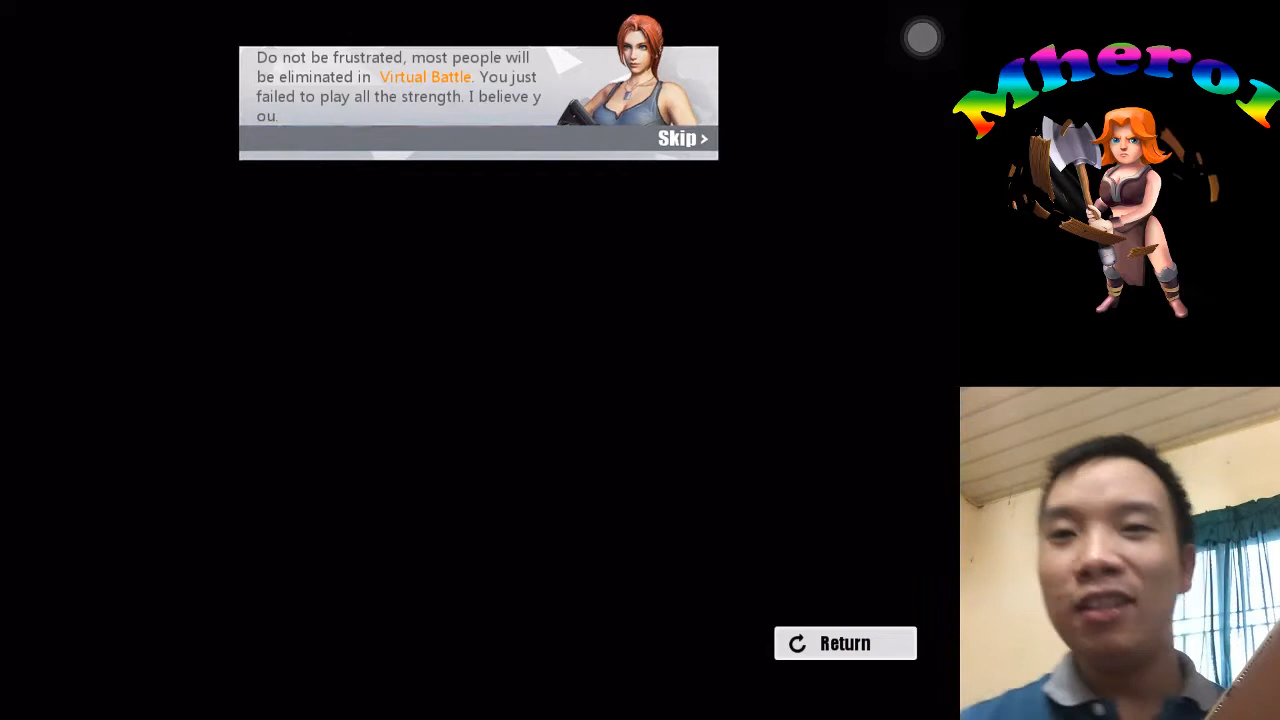 Do not be frustrated, most people will
be eliminated in Virtual Battle. You just
failed to play all the strength. I believe y
ou.
Skip >
Return
Mhero1